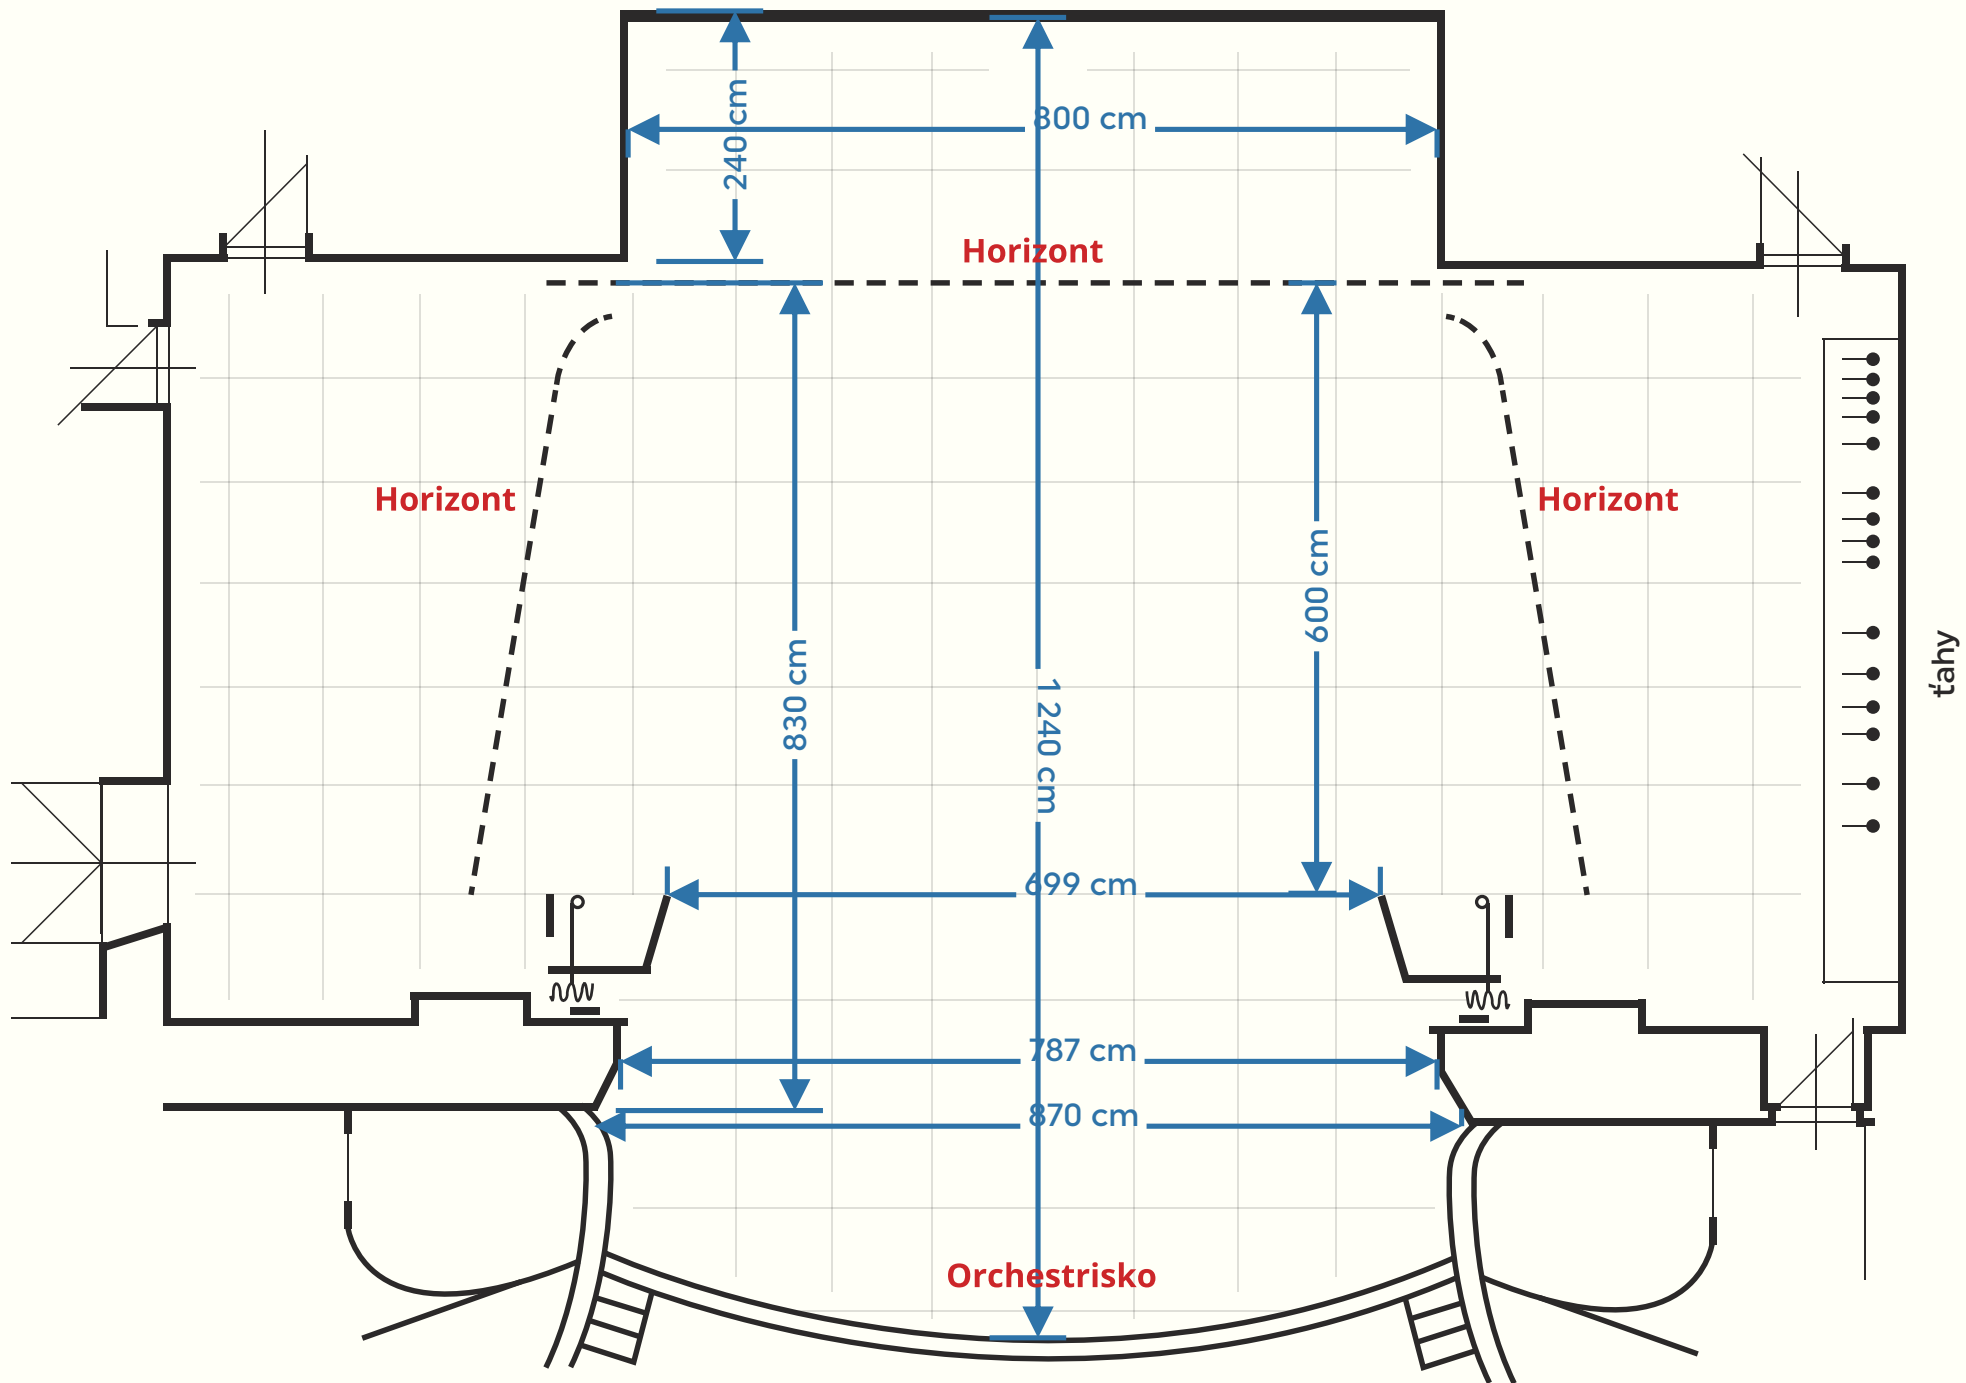 240 cm
800 cm
Horizont
Horizont
Horizont
600 cm
830 cm
1 240 cm
ťahy
699 cm
787 cm
870 cm
Orchestrisko